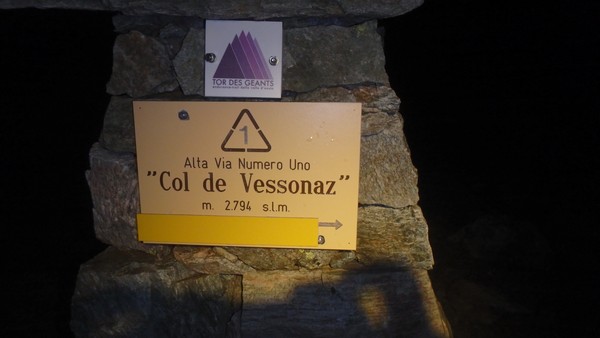 TOR DES GEANTS
1
Alta Via Numero Uno
"Col de Vessonaz"
m. 2.794 s.l.m.